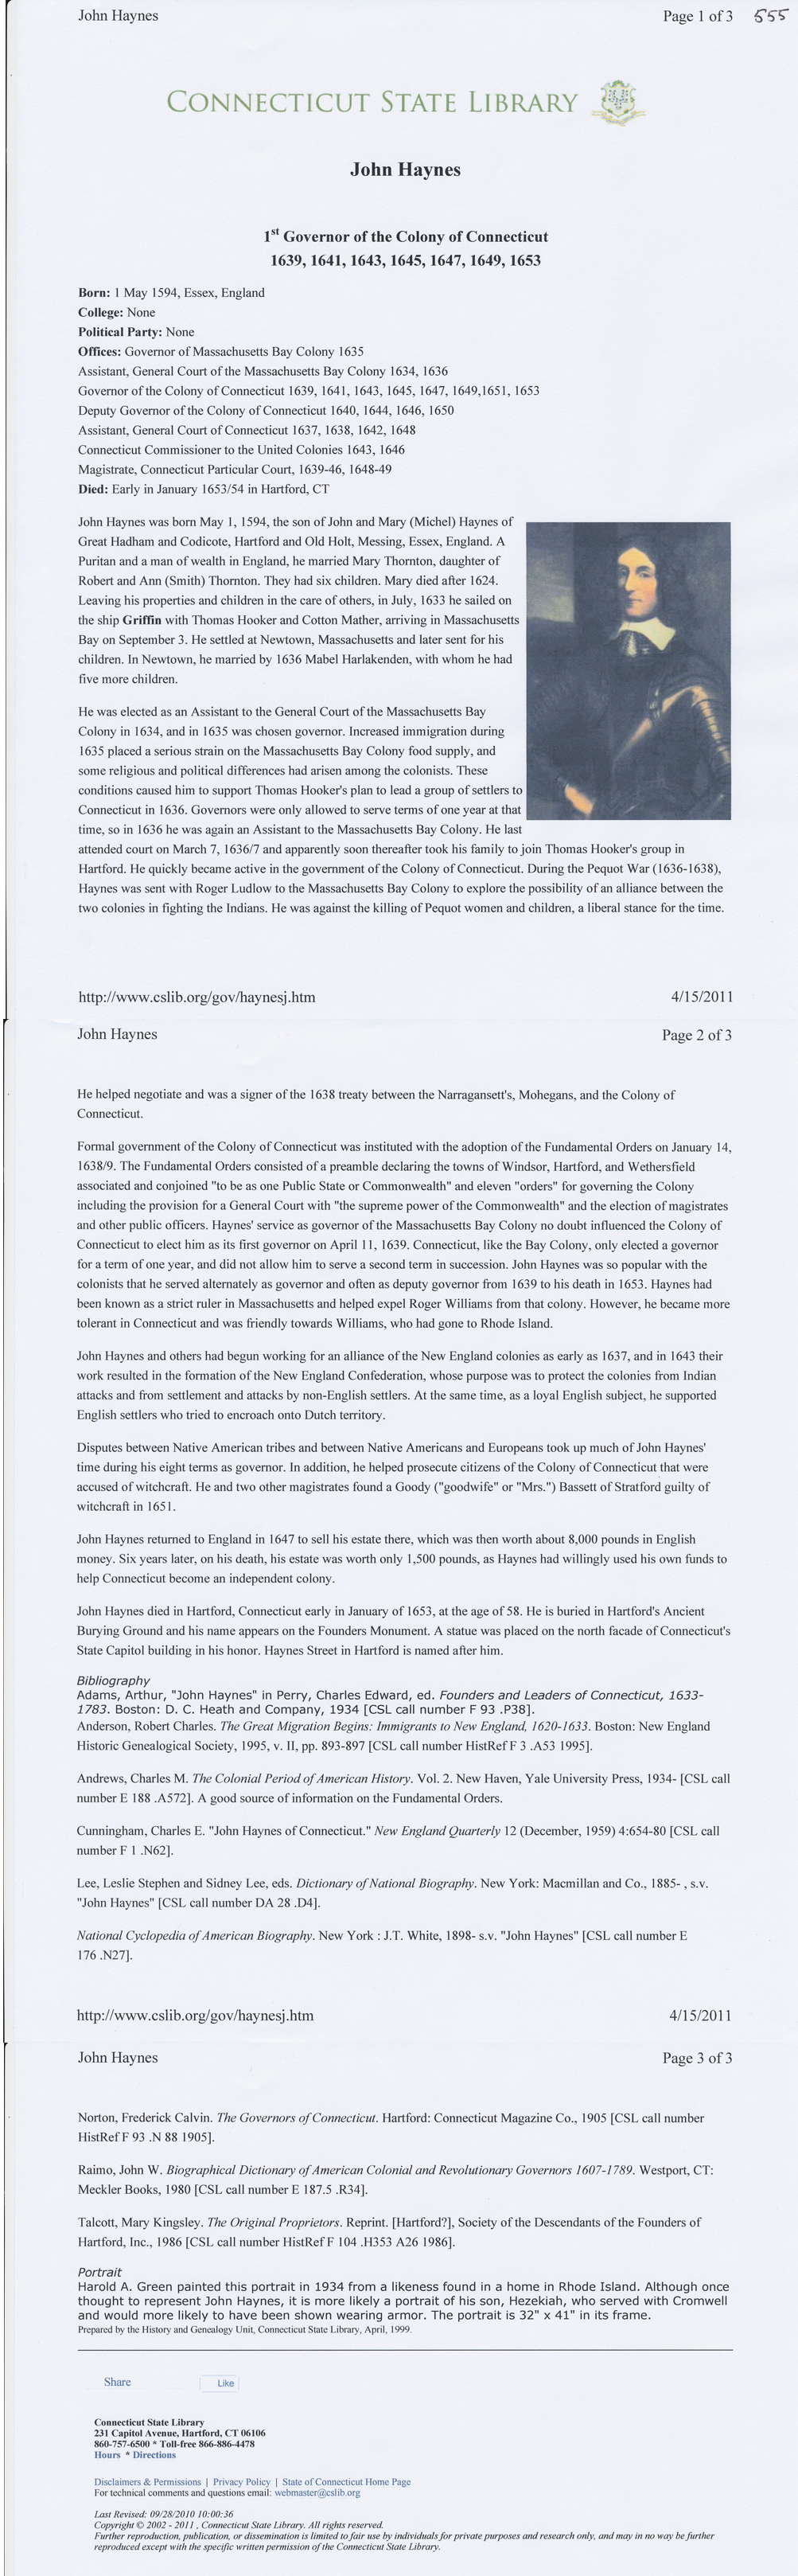 John Haynes Page 1 of 3 555
CONNECTICUT STATE LIBRARY
John Haynes
1st Governor of the Colony of Connecticut
1639, 1641, 1643, 1645, 1647, 1649, 1653
Born: 1 May 1594, Essex, England
College: None
Political Party: None
Offices: Governor of Massachusetts Bay Colony 1635
Assistant, General Court of the Massachusetts Bay Colony 1634, 1636
Governor of the Colony of Connecticut 1639, 1641, 1643, 1645, 1647, 1649,1651, 1653
Deputy Governor of the Colony of Connecticut 1640, 1644, 1646, 1650
Assistant, General Court of Connecticut 1637, 1638, 1642, 1648
Connecticut Commissioner to the United Colonies 1643, 1646
Magistrate, Connecticut Particular Court, 1639-46, 1648-49
Died: Early in January 1653/54 in Hartford, CT
John Haynes was born May 1, 1594, the son of John and Mary (Michel) Haynes of
Great Hadham and Codicote, Hartford and Old Holt, Messing, Essex, England. A
Puritan and a man of wealth in England, he married Mary Thornton, daughter of
Robert and Ann (Smith) Thornton. They had six children. Mary died after 1624.
Leaving his properties and children in the care of others, in July, 1633 he sailed on
the ship Griffin with Thomas Hooker and Cotton Mather, arriving in Massachusetts
Bay on September 3. He settled at Newtown, Massachusetts and later sent for his
children. In Newtown, he married by 1636 Mabel Harlakenden, with whom he had
five more children.
He was elected as an Assistant to the General Court of the Massachusetts Bay
Colony in 1634, and in 1635 was chosen governor. Increased immigration during
1635 placed a serious strain on the Massachusetts Bay Colony food supply, and
some religious and political differences had arisen among the colonists. These
conditions caused him to support Thomas Hooker's plan to lead a group of settlers to
Connecticut in 1636. Governors were only allowed to serve terms of one year at that
time, so in 1636 he was again an Assistant to the Massachusetts Bay Colony. He last
attended court on March 7, 1636/7 and apparently soon thereafter took his family to join Thomas Hooker's group in
Hartford. He quickly became active in the government of the Colony of Connecticut. During the Pequot War (1636-1638),
Haynes was sent with Roger Ludlow to the Massachusetts Bay Colony to explore the possibility of an alliance between the
two colonies in fighting the Indians. He was against the killing of Pequot women and children, a liberal stance for the time.
http://www.cslib.org/gov/haynesj.htm 4/15/2011
John Haynes Page 2 of 3
He helped negotiate and was a signer of the 1638 treaty between the Narragansett's, Mohegans, and the Colony of
Connecticut.
Formal government of the Colony of Connecticut was instituted with the adoption of the Fundamental Orders on January 14,
1638/9. The Fundamental Orders consisted of a preamble declaring the towns of Windsor, Hartford, and Wethersfield
associated and conjoined "to be as one Public State or Commonwealth" and eleven "orders" for governing the Colony
including the provision for a General Court with "the supreme power of the Commonwealth" and the election of magistrates
and other public officers. Haynes' service as governor of the Massachusetts Bay Colony no doubt influenced the Colony of
Connecticut to elect him as its first governor on April 11, 1639. Connecticut, like the Bay Colony, only elected a governor
for a term of one year, and did not allow him to serve a second term in succession. John Haynes was so popular with the
colonists that he served alternately as governor and often as deputy governor from 1639 to his death in 1653. Haynes had
been known as a strict ruler in Massachusetts and helped expel Roger Williams from that colony. However, he became more
tolerant in Connecticut and was friendly towards Williams, who had gone to Rhode Island.
John Haynes and others had begun working for an alliance of the New England colonies as early as 1637, and in 1643 their
work resulted in the formation of the New England Confederation, whose purpose was to protect the colonies from Indian
attacks and from settlement and attacks by non-English settlers. At the same time, as a loyal English subject, he supported
English settlers who tried to encroach onto Dutch territory.
Disputes between Native American tribes and between Native Americans and Europeans took up much of John Haynes'
time during his eight terms as governor. In addition, he helped prosecute citizens of the Colony of Connecticut that were
accused of witchcraft. He and two other magistrates found a Goody ("goodwife" or "Mrs.") Bassett of Stratford guilty of
witchcraft in 1651.
John Haynes returned to England in 1647 to sell his estate there, which was then worth about 8,000 pounds in English
money. Six years later, on his death, his estate was worth only 1,500 pounds, as Haynes had willingly used his own funds to
help Connecticut become an independent colony.
John Haynes died in Hartford, Connecticut early in January of 1653, at the age of 58. He is buried in Hartford's Ancient
Burying Ground and his name appears on the Founders Monument. A statue was placed on the north facade of Connecticut's
State Capitol building in his honor. Haynes Street in Hartford is named after him.
Bibliography
Adams, Arthur, "John Haynes" in Perry, Charles Edward, ed. Founders and Leaders of Connecticut, 1633-
1783. Boston: D. C. Heath and Company, 1934 [CSL call number F 93 .P38].
Anderson, Robert Charles. The Great Migration Begins: Immigrants to New England, 1620-1633. Boston: New England
Historic Genealogical Society, 1995, v. II, pp. 893-897 [CSL call number HistRef F 3 .A53 1995].
Andrews, Charles M. The Colonial Period of American History. Vol. 2. New Haven, Yale University Press, 1934- [CSL call
number E 188 .A572]. A good source of information on the Fundamental Orders.
Cunningham, Charles E. "John Haynes of Connecticut." New England Quarterly 12 (December, 1959) 4:654-80 [CSL call
number F 1 .N62].
Lee, Leslie Stephen and Sidney Lee, eds. Dictionary of National Biography. New York: Macmillan and Co., 1885- , s.v.
"John Haynes" [CSL call number DA 28 .D4].
National Cyclopedia of American Biography. New York : J.T. White, 1898- s.v. "John Haynes" [CSL call number E
176 .N27].
http://www.cslib.org/gov/haynesj.htm 4/15/2011
John Haynes Page 3 of 3
Norton, Frederick Calvin. The Governors of Connecticut. Hartford: Connecticut Magazine Co., 1905 [CSL call number
HistRef F 93 .N 88 1905].
Raimo, John W. Biographical Dictionary of American Colonial and Revolutionary Governors 1607-1789. Westport, CT:
Meckler Books, 1980 [CSL call number E 187.5 .R34].
Talcott, Mary Kingsley. The Original Proprietors. Reprint. [Hartford?], Society of the Descendants of the Founders of
Hartford, Inc., 1986 [CSL call number HistRef F 104 .H353 A26 1986].
Portrait
Harold A. Green painted this portrait in 1934 from a likeness found in a home in Rhode Island. Although once
thought to represent John Haynes, it is more likely a portrait of his son, Hezekiah, who served with Cromwell
and would more likely to have been shown wearing armor. The portrait is 32" x 41" in its frame.
Prepared by the History and Genealogy Unit, Connecticut State Library, April, 1999.
Share Like
Connecticut State Library
231 Capitol Avenue, Hartford, CT 06106
860-757-6500 * Toll-free 866-886-4478
Hours * Directions
Disclaimers & Permissions | Privacy Policy | State of Connecticut Home Page
For technical comments and questions email: webmaster@cslib.org
Last Revised: 09/28/2010 10:00:36
Copyright © 2002 - 2011 , Connecticut State Library. All rights reserved.
Further reproduction, publication, or dissemination is limited to fair use by individuals for private purposes and research only, and may in no way be further
reproduced except with the specific written permission of the Connecticut State Library.